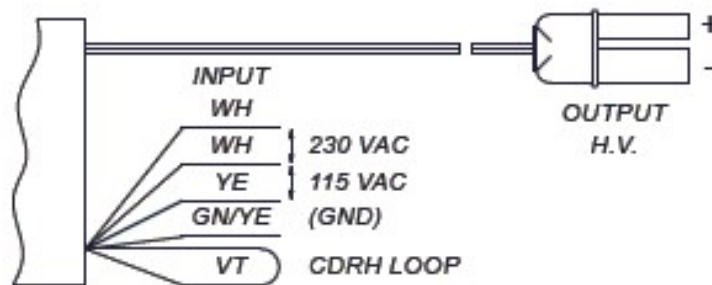 INPUT
WH
WH 230 VAC
YE 115 VAC
GN/YE (GND)
VT CDRH LOOP
+
-
OUTPUT
H.V.